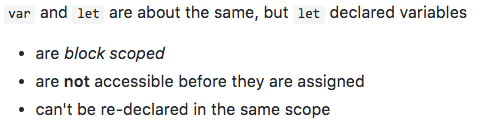 var and let are about the same, but let declared variables
• are block scoped
• are not accessible before they are assigned
• can't be re-declared in the same scope